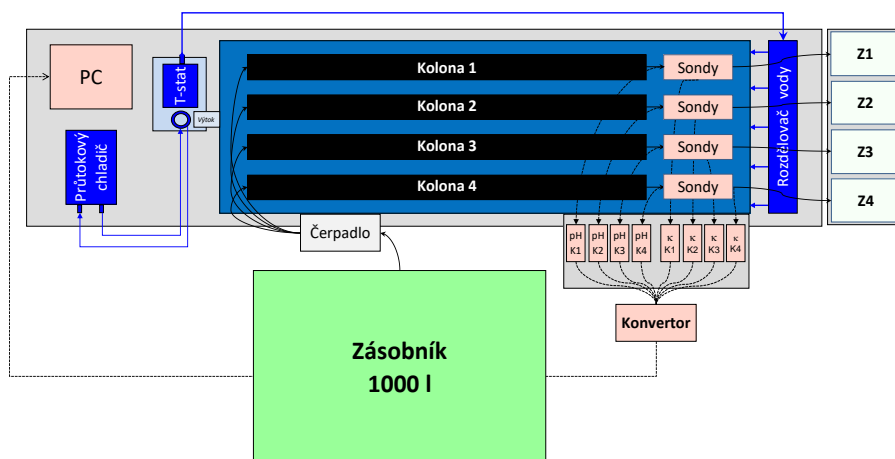 PC
T-stat
Výtok
Průtokový
chladič
Kolona 1
Sondy
Kolona 2
Sondy
Kolona 3
Sondy
Kolona 4
Sondy
Rozdělovač vody
Z1
Z2
Z3
Z4
Čerpadlo
pH
K1
pH
K2
pH
K3
pH
K4
κ
K1
κ
K2
κ
K3
κ
K4
Konvertor
Zásobník
1000 l